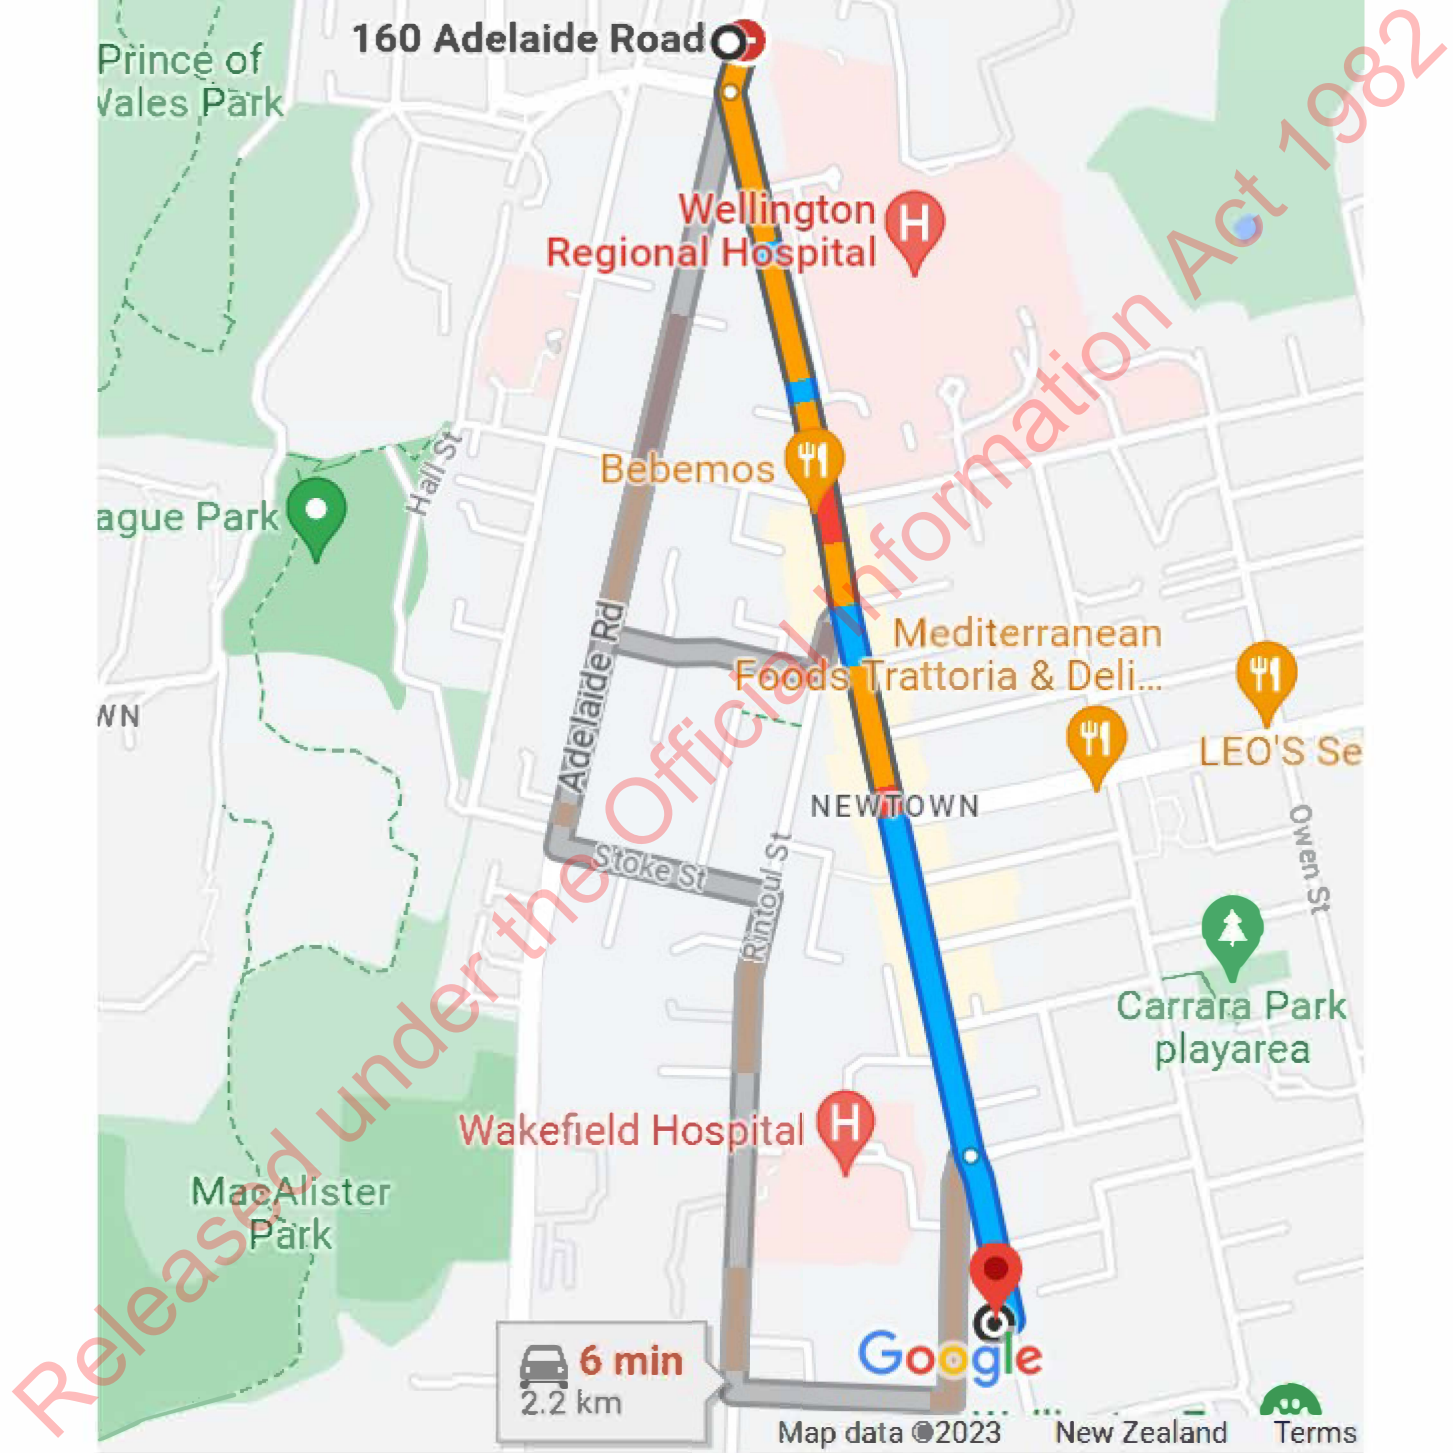 160 Adelaide Road
Prince of
Wales Park
Wellington
Regional Hospital
H
Hall St
Bebemos
ague Park
Adelaide Rd
Mediterranean
Foods Trattoria & Deli...
WN
LEO'S Se
NEWTOWN
Owen St
Stoke St
Rintoul St
Carrara Park
playarea
Wakefield Hospital
H
MacAlister
Park
6 min
2.2 km
Google
Map data ©2023
New Zealand
Terms
Released under the Official Information Act 1982